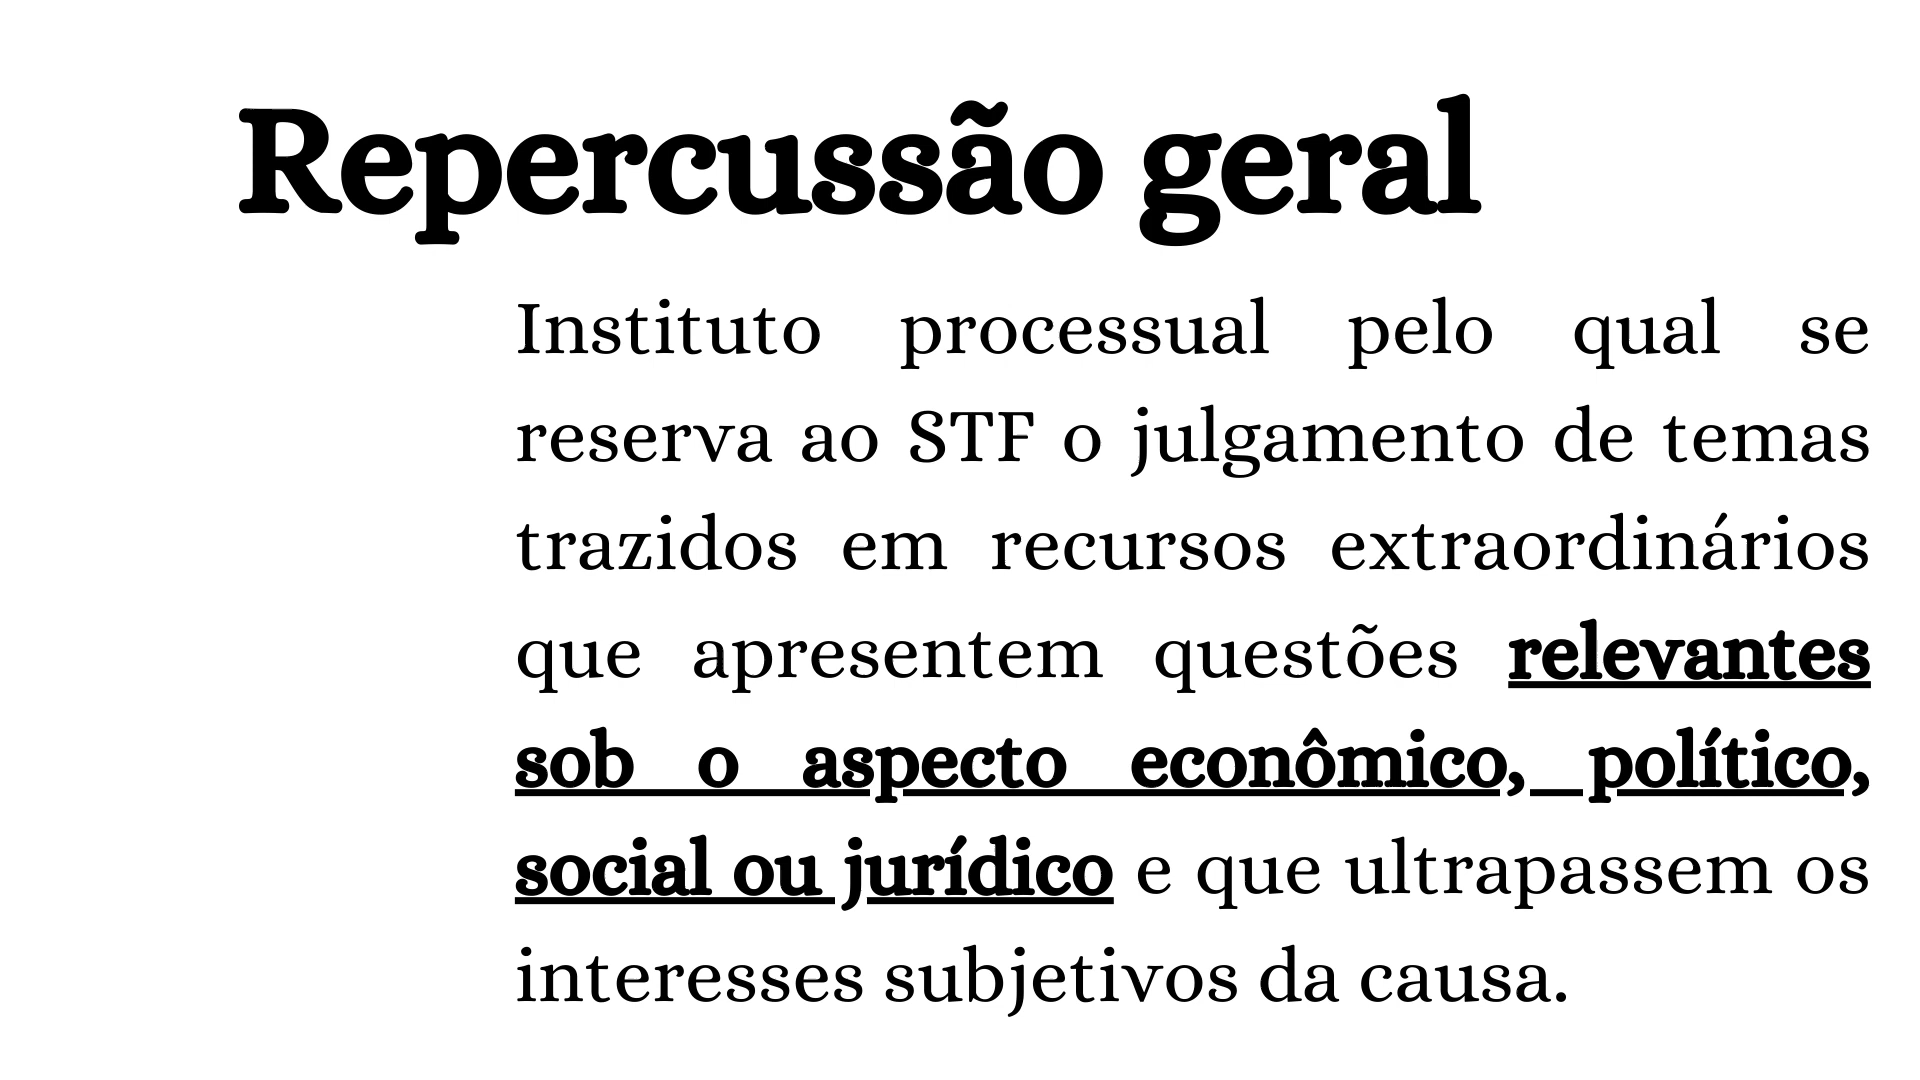 Repercussão geral
Instituto processual pelo qual se
reserva ao STF o julgamento de temas
trazidos em recursos extraordinários
que apresentem questões relevantes
sob o aspecto econômico, político,
social ou jurídico e que ultrapassem os
interesses subjetivos da causa.